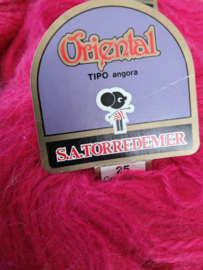 Oriental
TIPO angora
S.A. TORREDEMER
25